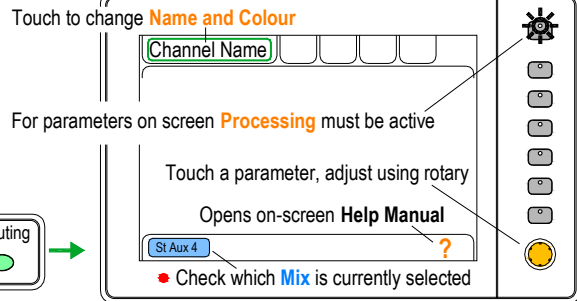 Touch to change Name and Colour
Channel Name
For parameters on screen Processing must be active
Touch a parameter, adjust using rotary
Opens on-screen Help Manual
St Aux 4
?
Check which Mix is currently selected